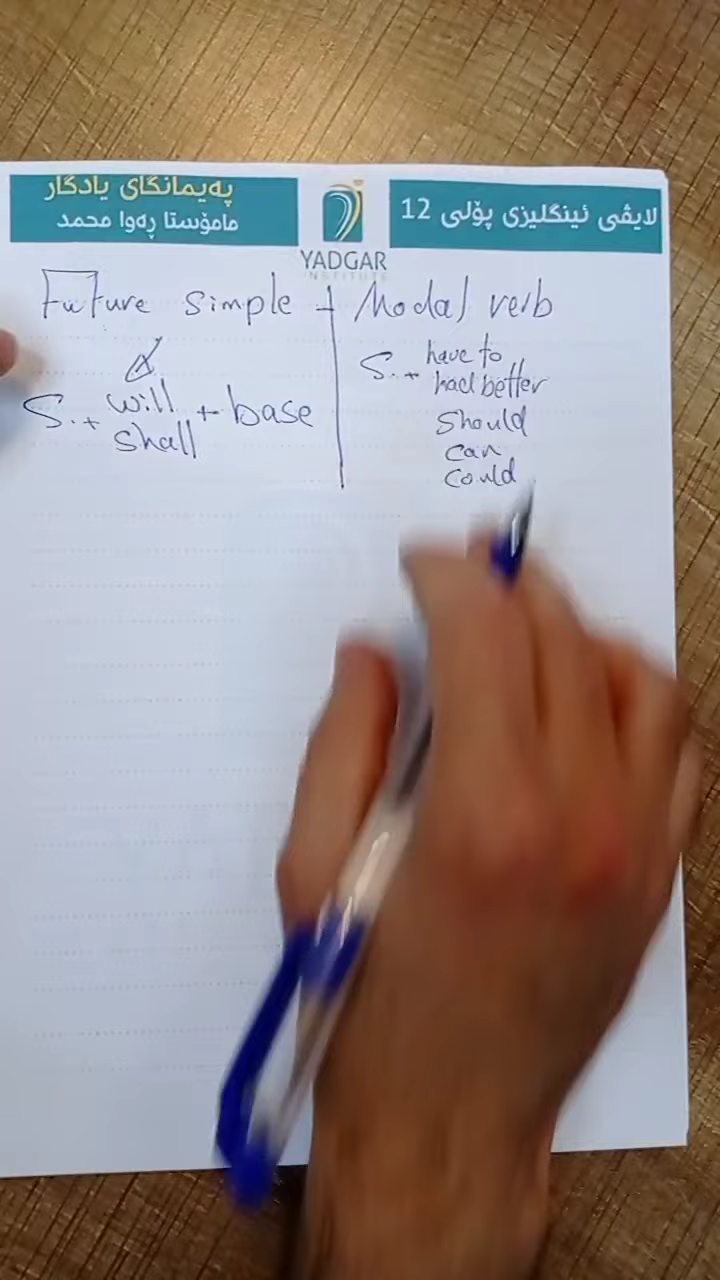 پەیمانگای یادگار
مامۆستا ڕەوا محمد
YADGAR
INSTITUTE
لایڤی ئینگلیزی پۆلی 12
Future simple + Modal verb
S. + will + base
shall
S. + have to
had better
should
can
could